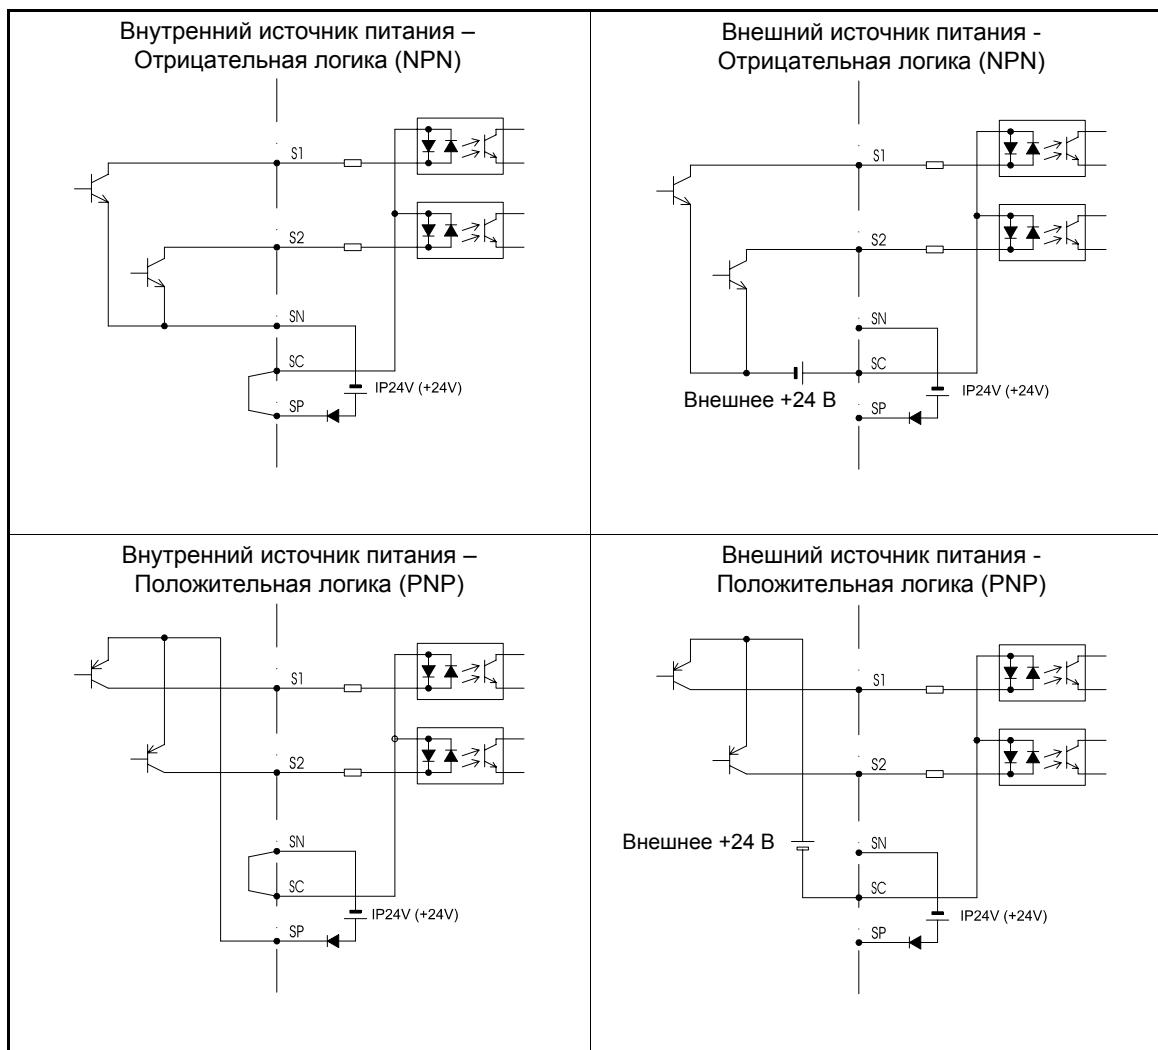 Внутренний источник питания –
Отрицательная логика (NPN)
S1
S2
SN
SC
IP24V (+24V)
SP
Внешний источник питания -
Отрицательная логика (NPN)
S1
S2
SN
SC
IP24V (+24V)
Внешнее +24 В
SP
Внутренний источник питания –
Положительная логика (PNP)
S1
S2
SN
SC
IP24V (+24V)
SP
Внешний источник питания -
Положительная логика (PNP)
S1
S2
Внешнее +24 В
SN
SC
IP24V (+24V)
SP